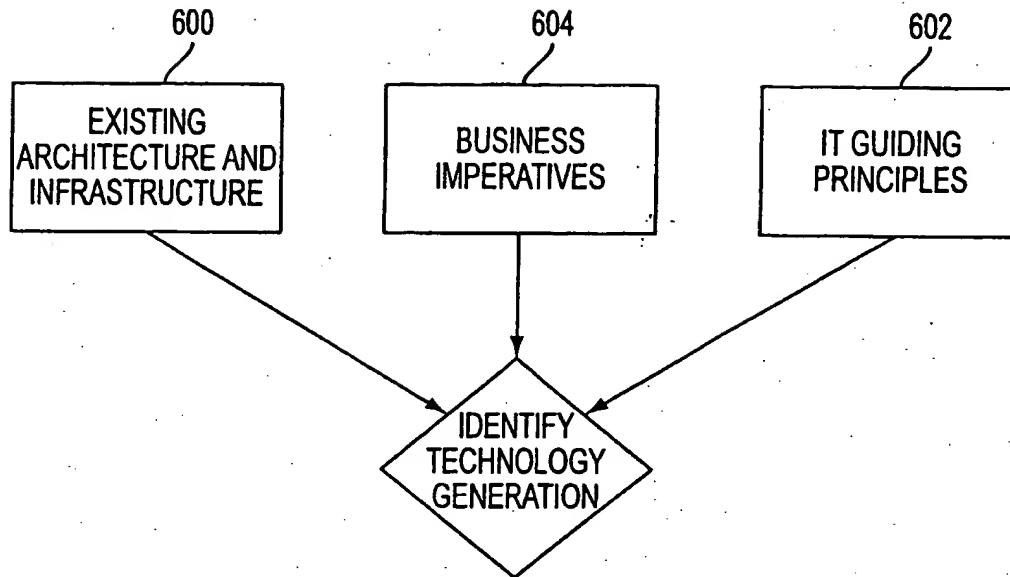 600
604
602
EXISTING
ARCHITECTURE AND
INFRASTRUCTURE
BUSINESS
IMPERATIVES
IT GUIDING
PRINCIPLES
IDENTIFY
TECHNOLOGY
GENERATION